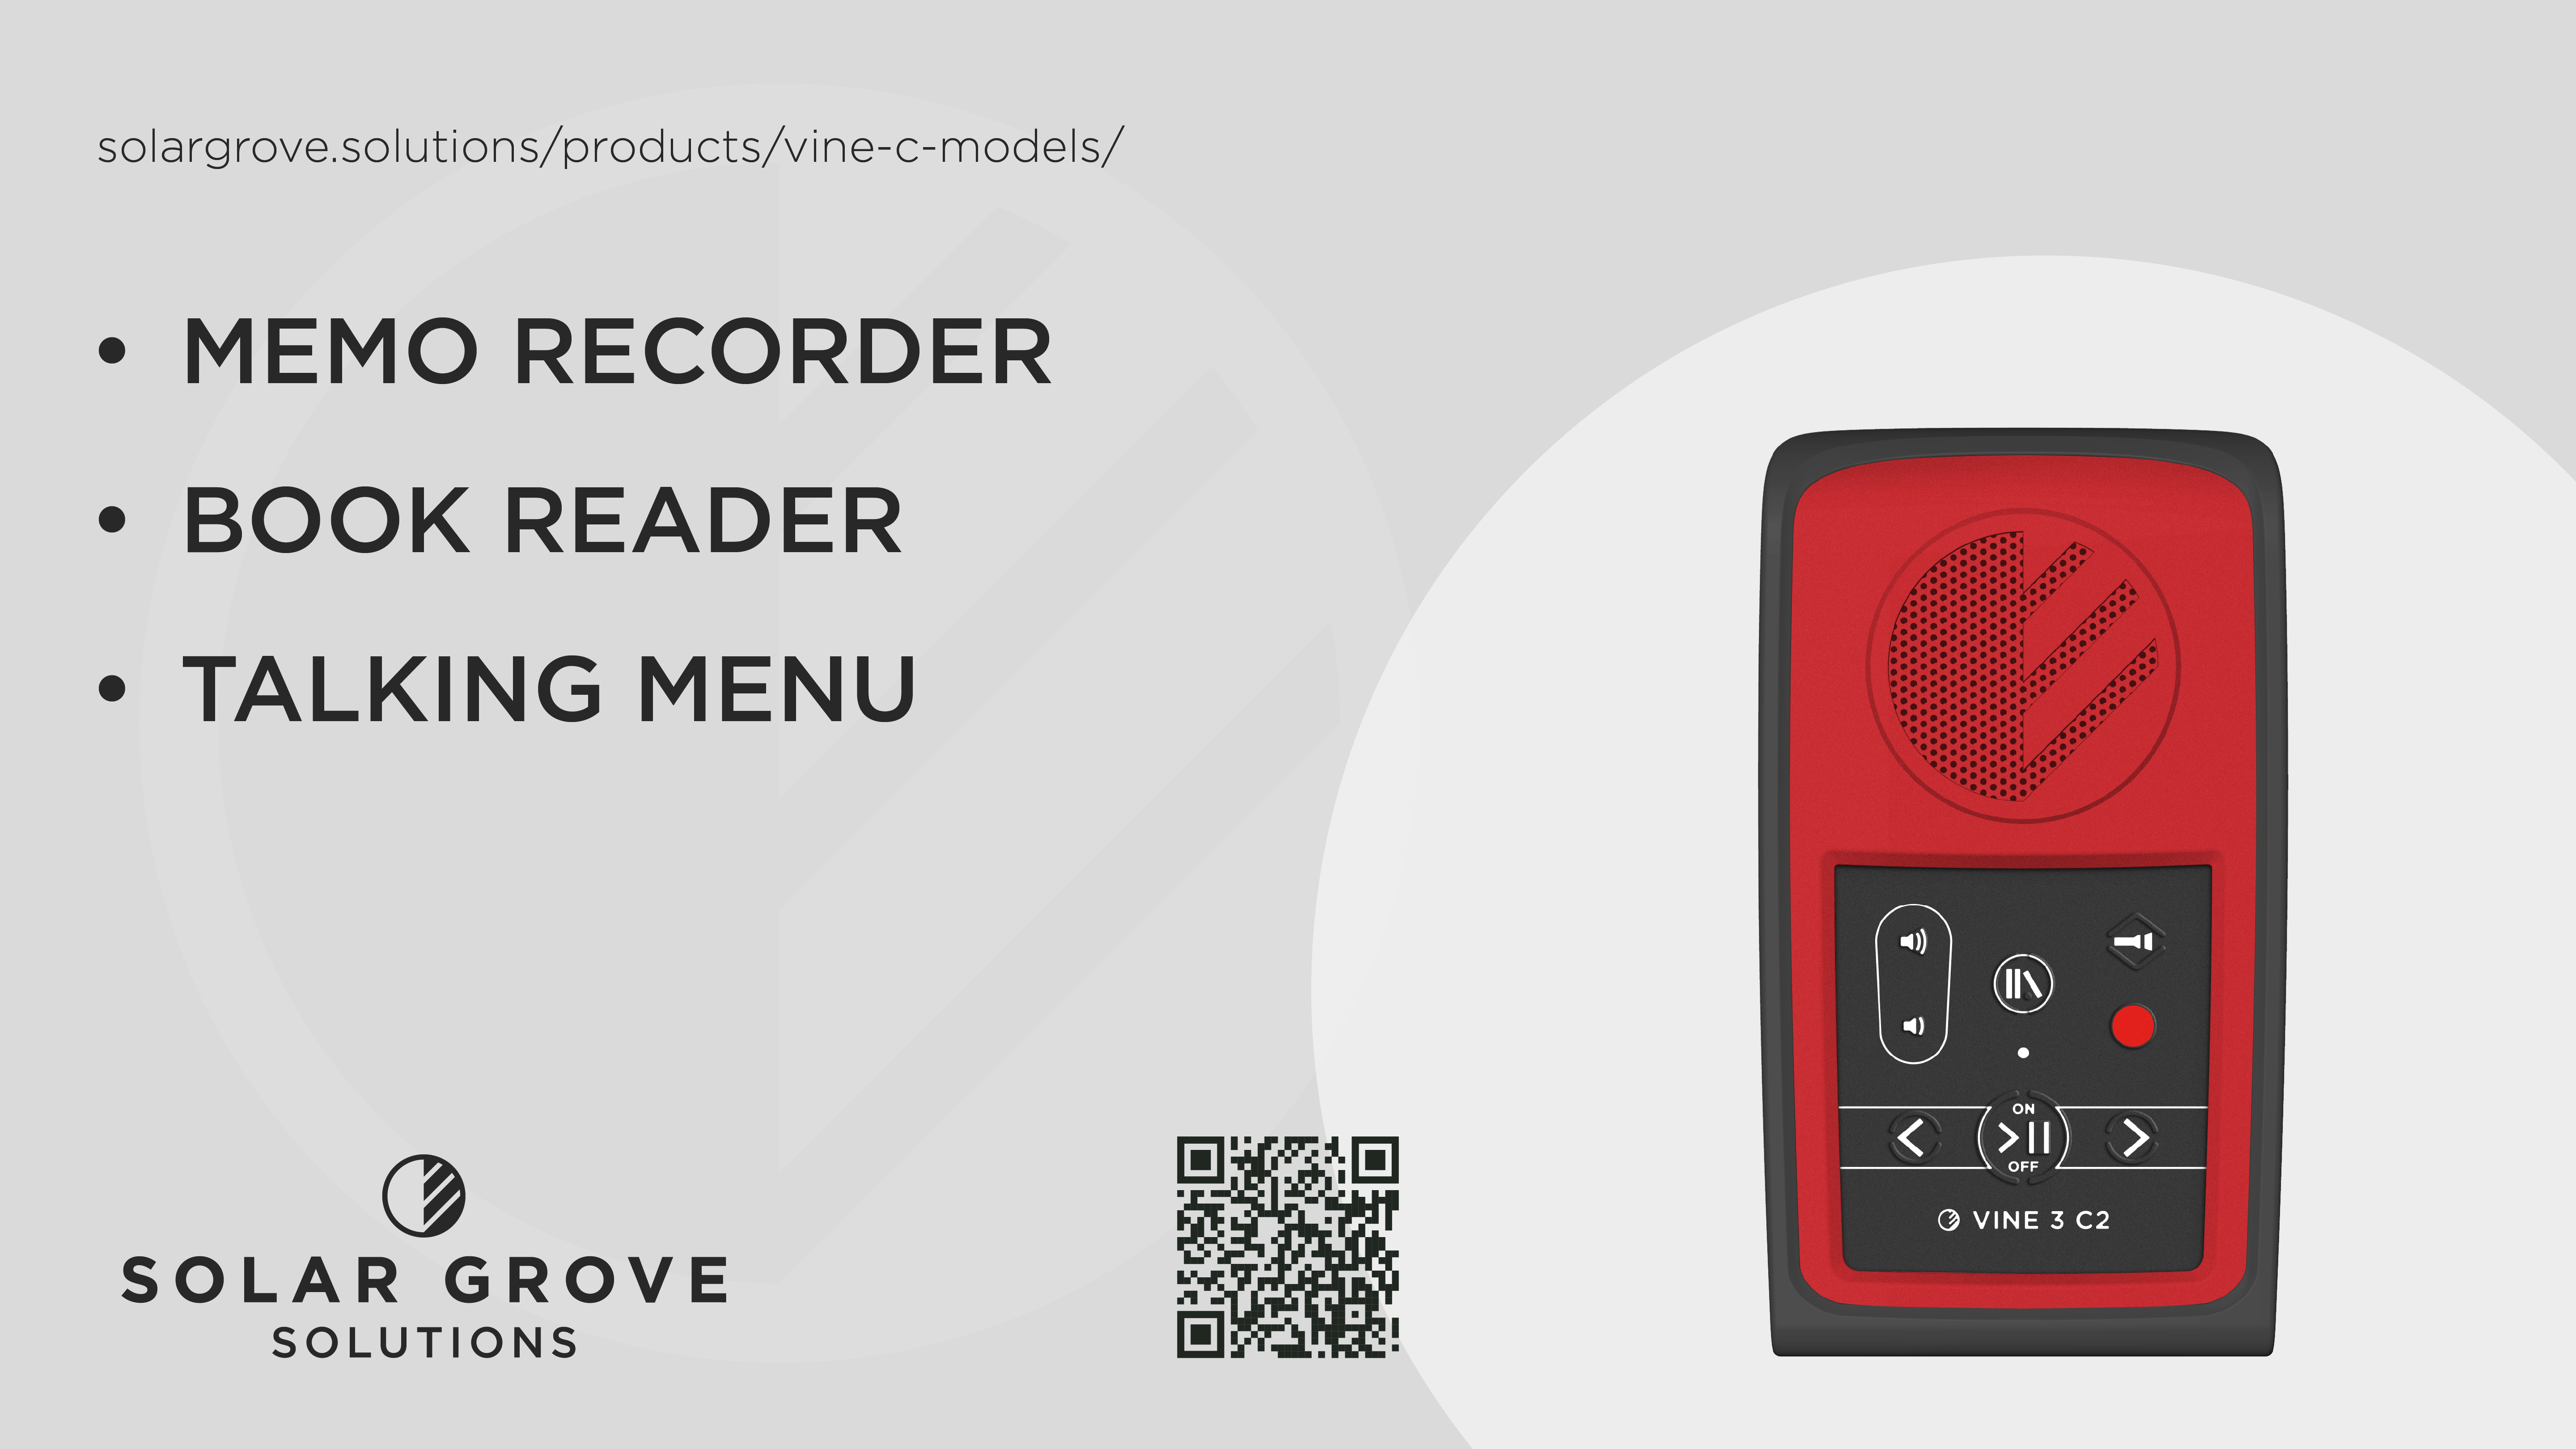 solargrove.solutions/products/vine-c-models/
• MEMO RECORDER
• BOOK READER
• TALKING MENU
SOLAR GROVE
SOLUTIONS
ON
OFF
VINE 3 C2